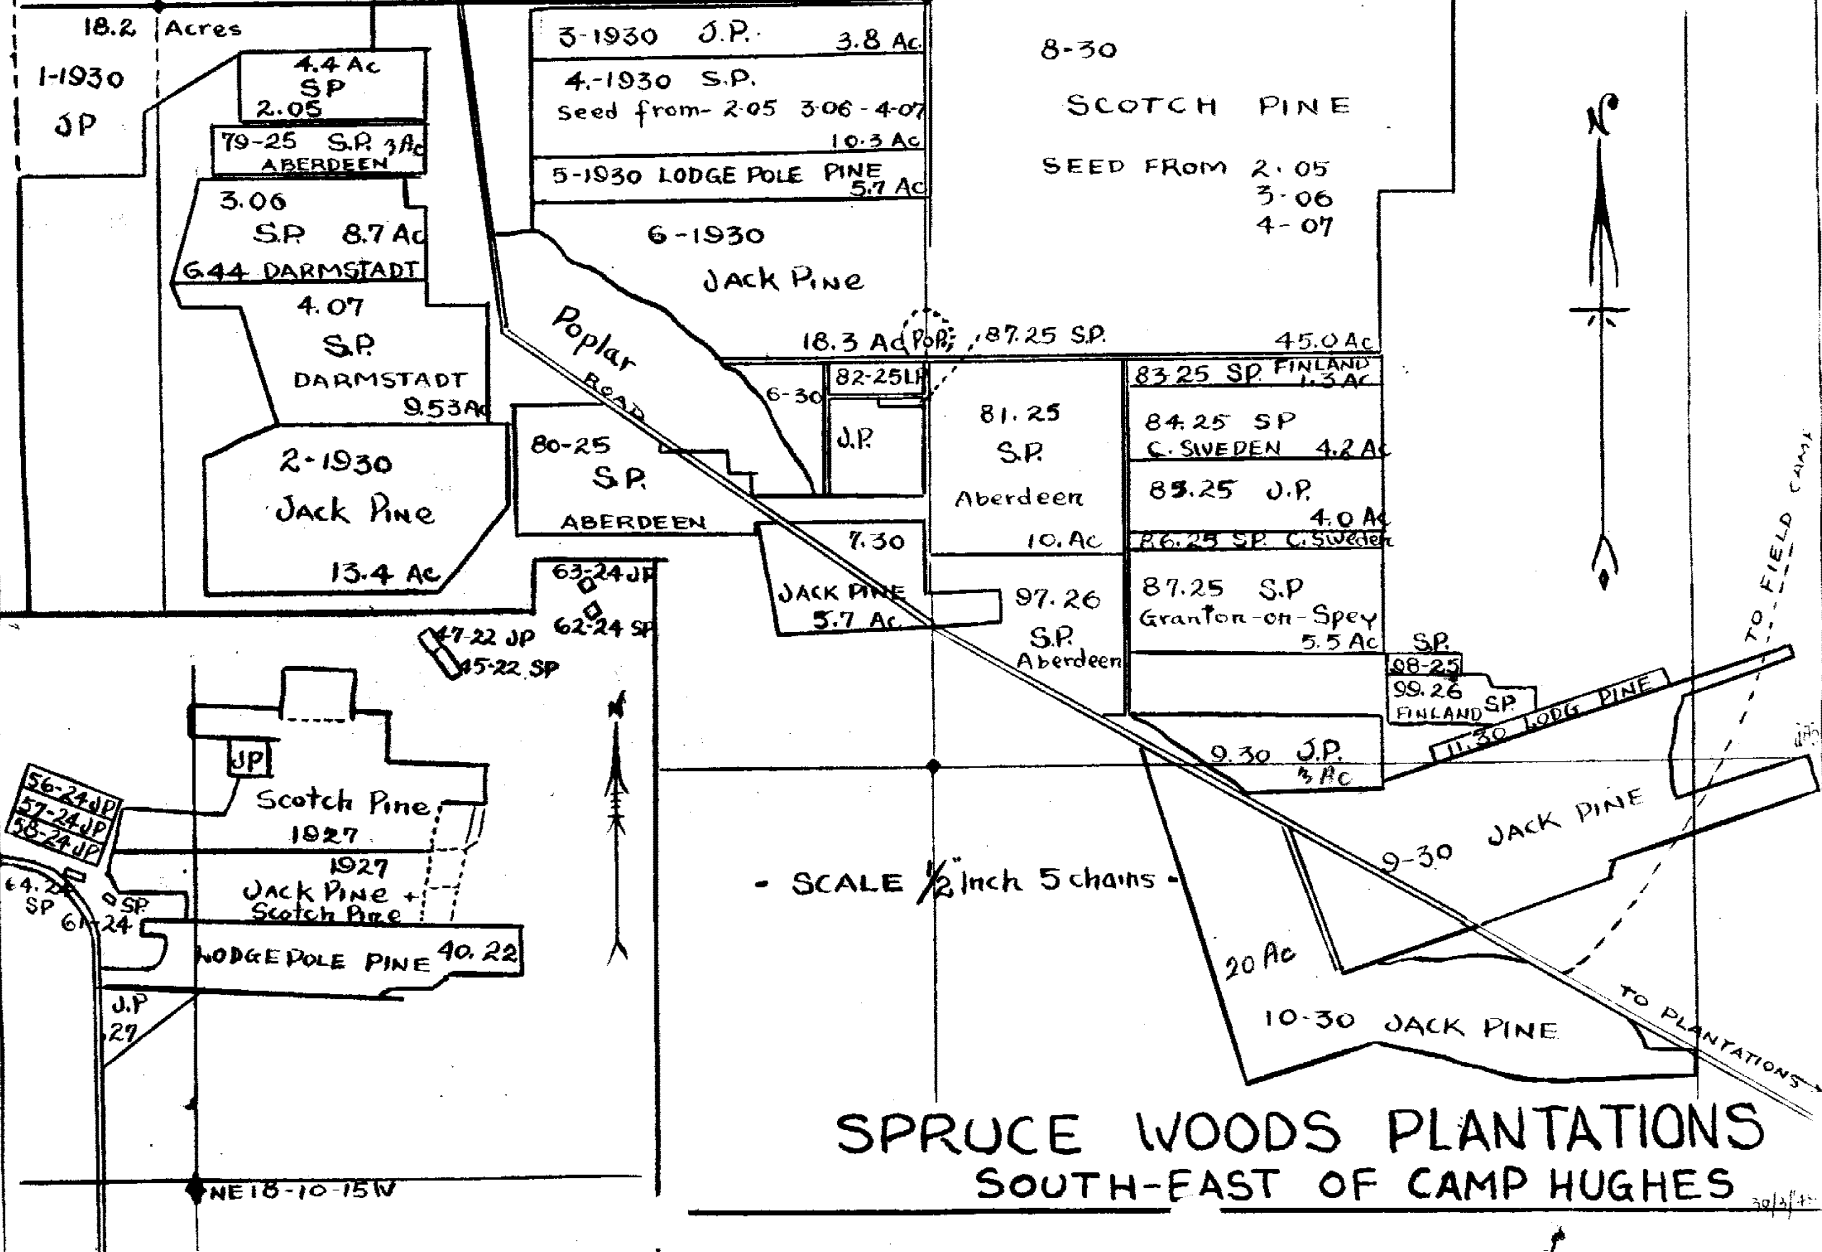 18.2 Acres
1-1930
JP
4.4 Ac
SP
2.05
79-25 S.P. 3 Ac
ABERDEEN
3.06
S.P. 8.7 Ac
6.44 DARMSTADT
4.07
S.P.
DARMSTADT
9.53 Ac
2-1930
JACK PINE
13.4 Ac
3-1930 J.P.
3.8 Ac.
4.-1930 S.P.
Seed from- 2.05 3.06 - 4-07
10.3 Ac
5-1930 LODGE POLE PINE
5.7 Ac
6-1930
JACK PINE
18.3 Ac
Poplar
ROAD
POP.
87.25 S.P.
8-30
SCOTCH PINE
SEED FROM 2.05
3.06
4-07
45.0 Ac
N
6-30
82-25 LP
J.P.
80-25
S.P.
ABERDEEN
81.25
S.P.
Aberdeen
10. Ac
83.25 SP. FINLAND
1.3 Ac
84.25 SP
C. SWEDEN 4.2 Ac
85.25 J.P.
4.0 Ac
86.25 SP. C. Sweden
87.25 S.P
Granton-on-Spey
5.5 Ac
7.30
JACK PINE
5.7 Ac
97.26
S.P.
Aberdeen
S.P.
98-25
99.26
FINLAND SP.
11.30 LODG PINE
TO FIELD CAMP
9.30 J.P.
3 Ac
9-30 JACK PINE
20 Ac
10-30 JACK PINE
TO PLANTATIONS
- SCALE 1/2" inch 5 chains -
63-24 JP
62-24 SP
47-22 JP
45-22 SP
N
JP
Scotch Pine
1927
1927
JACK PINE +
Scotch Pine
56-24 JP
57-24 JP
58-24 JP
SP
SP.
61-24
LODGEPOLE PINE 40.22
J.P
27
NE 18-10-15W
SPRUCE WOODS PLANTATIONS
SOUTH-EAST OF CAMP HUGHES